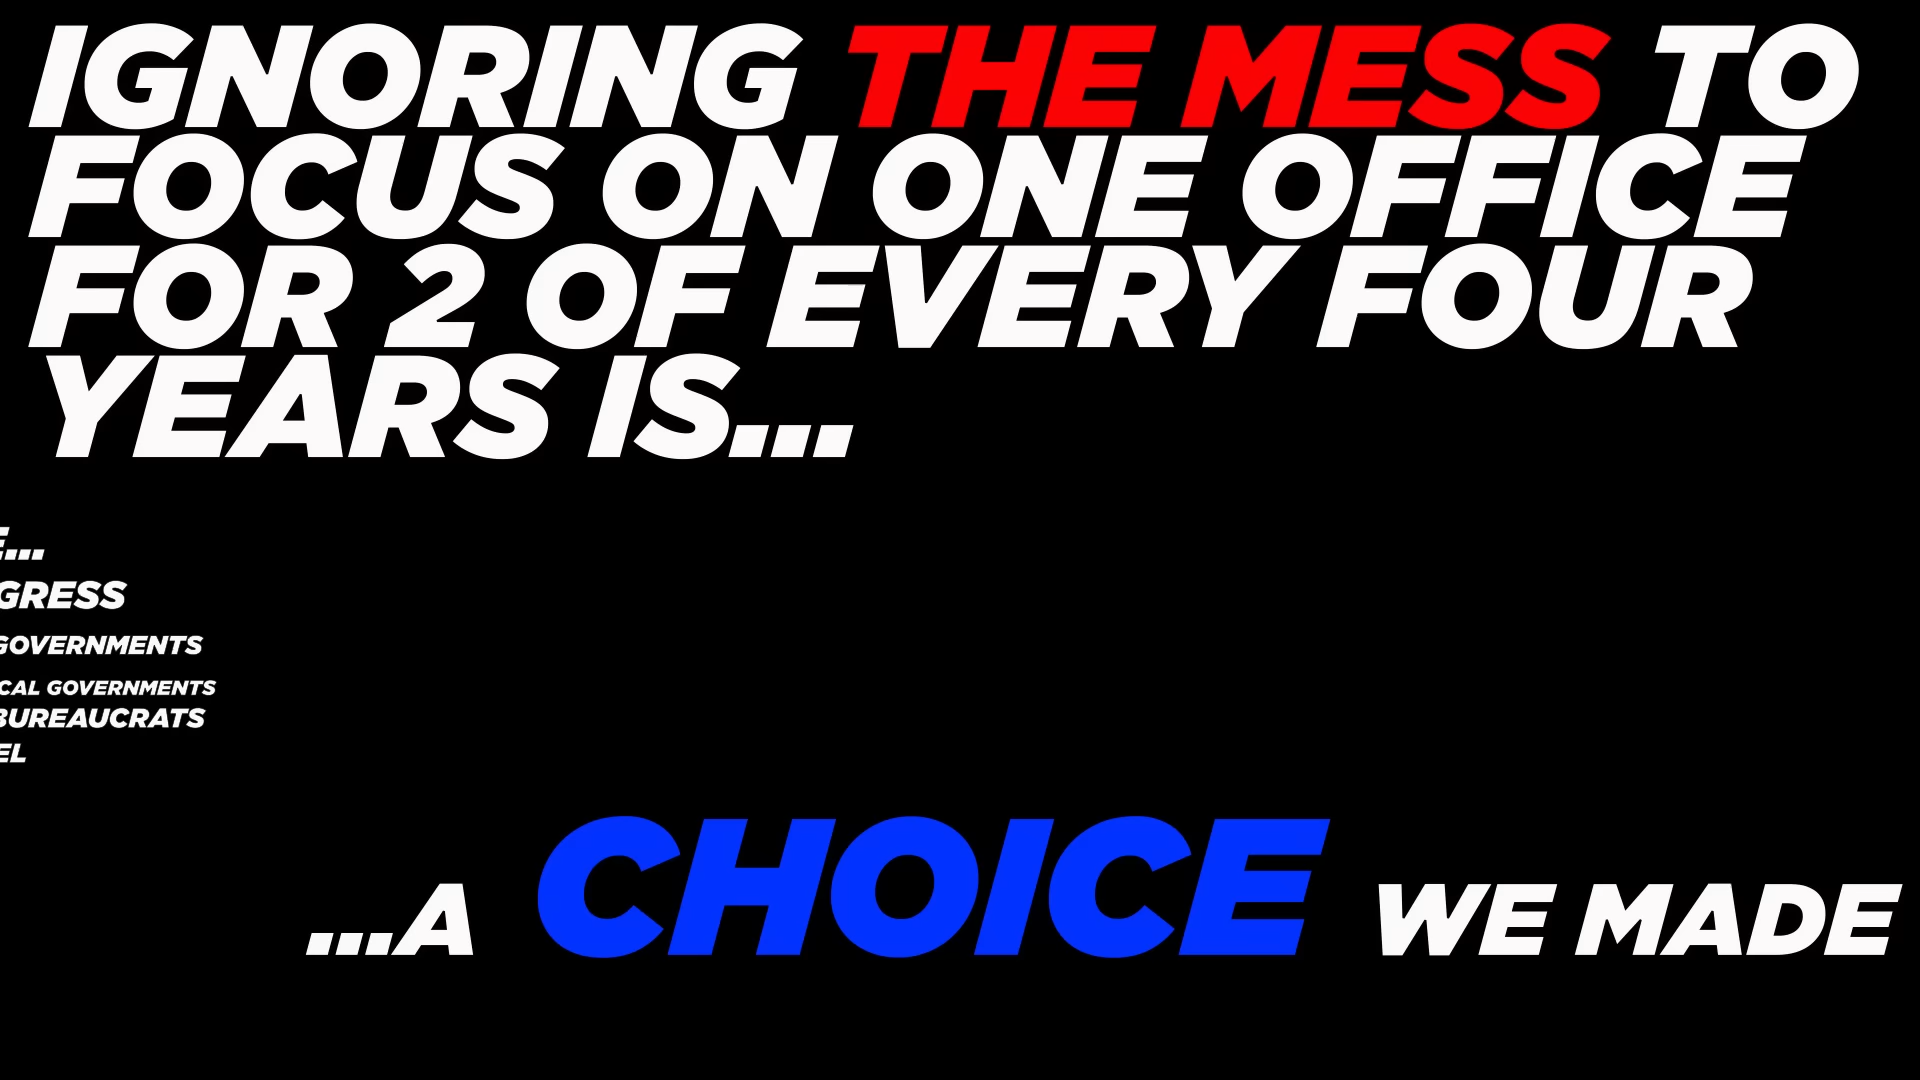 IGNORING THE MESS TO
FOCUS ON ONE OFFICE
FOR 2 OF EVERY FOUR
YEARS IS...
E...
GRESS
GOVERNMENTS
CAL GOVERNMENTS
BUREAUCRATS
EL
...A CHOICE WE MADE